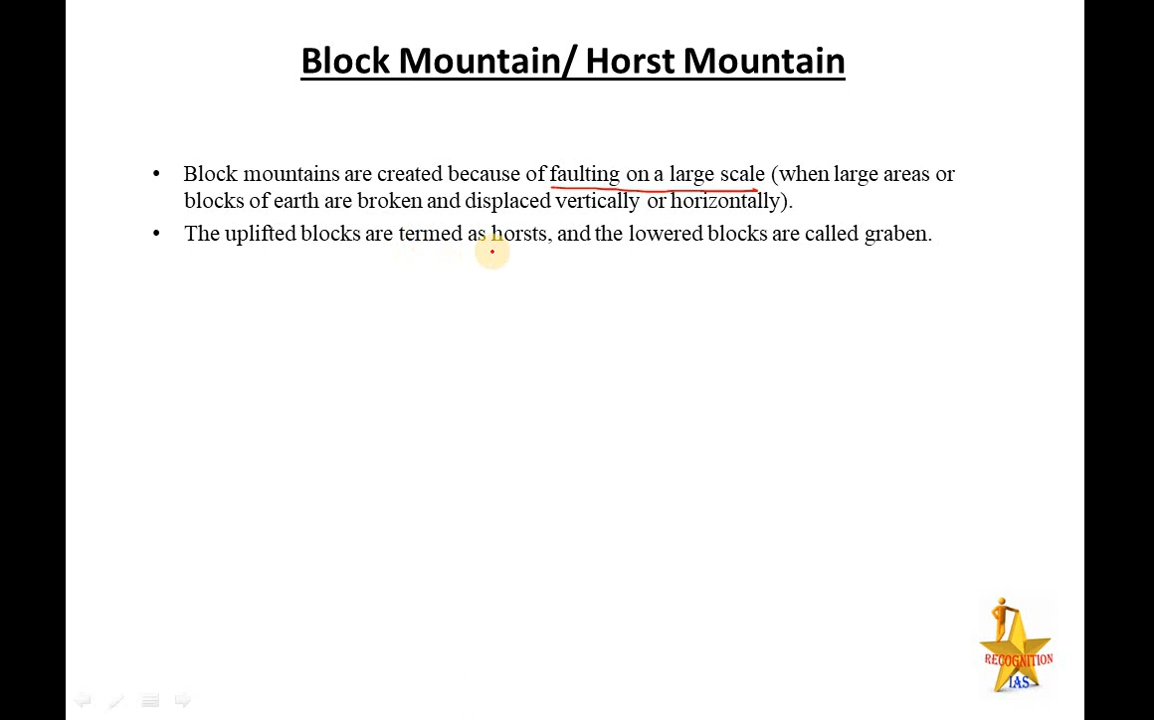 Block Mountain/ Horst Mountain
• Block mountains are created because of faulting on a large scale (when large areas or
blocks of earth are broken and displaced vertically or horizontally).
• The uplifted blocks are termed as horsts, and the lowered blocks are called graben.
RECOGNITION
IAS